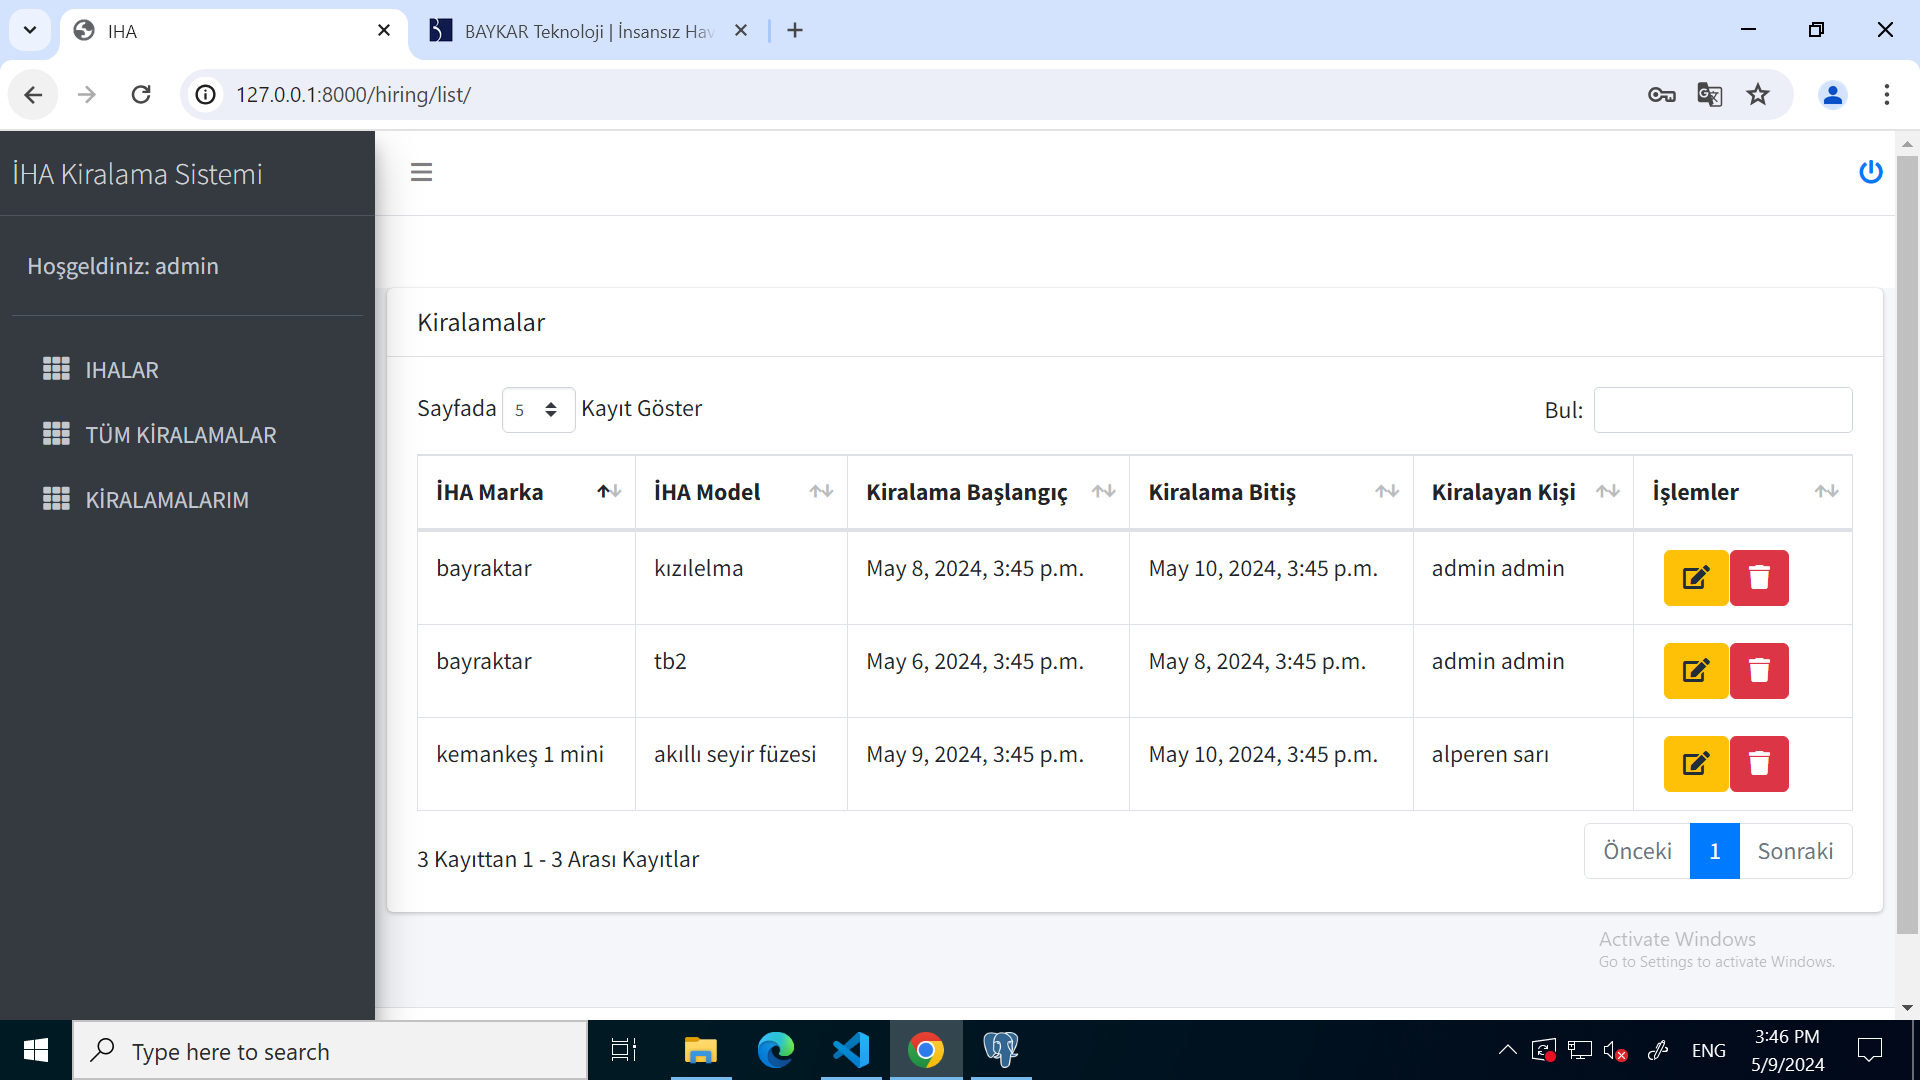 IHA
BAYKAR Teknoloji | İnsansız Hav
127.0.0.1:8000/hiring/list/
İHA Kiralama Sistemi
Hoşgeldiniz: admin
IHALAR
TÜM KİRALAMALAR
KİRALAMALARIM
Kiralamalar
Sayfada 5 Kayıt Göster
Bul:
İHA Marka İHA Model Kiralama Başlangıç Kiralama Bitiş Kiralayan Kişi İşlemler
bayraktar kızılelma May 8, 2024, 3:45 p.m. May 10, 2024, 3:45 p.m. admin admin
bayraktar tb2 May 6, 2024, 3:45 p.m. May 8, 2024, 3:45 p.m. admin admin
kemankeş 1 mini akıllı seyir füzesi May 9, 2024, 3:45 p.m. May 10, 2024, 3:45 p.m. alperen sarı
3 Kayıttan 1 - 3 Arası Kayıtlar
Önceki 1 Sonraki
Activate Windows
Go to Settings to activate Windows.
Type here to search
ENG
3:46 PM
5/9/2024